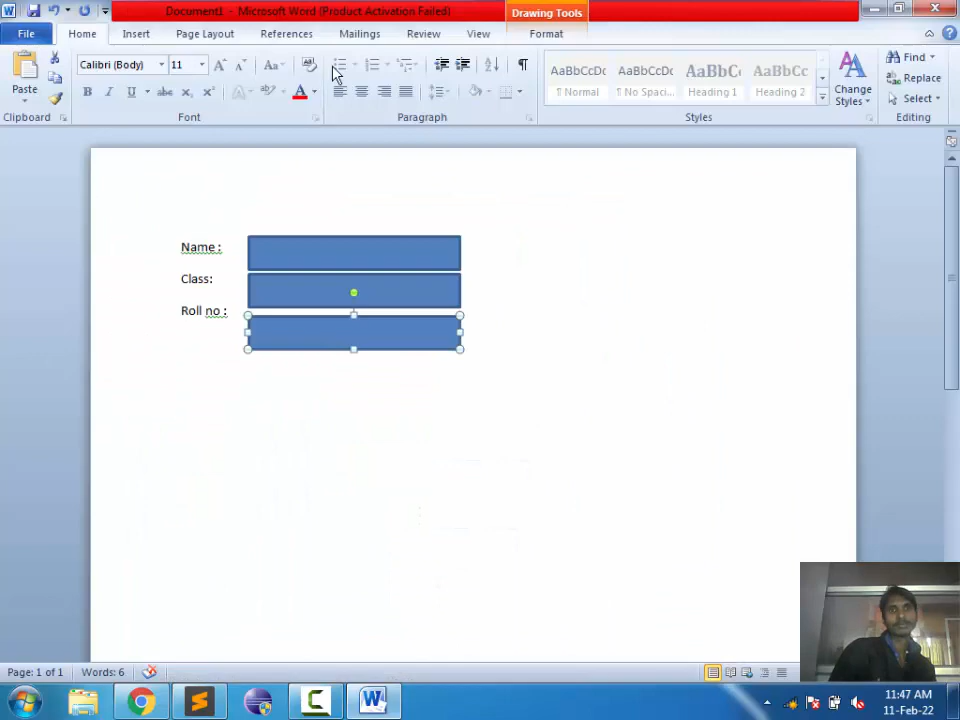 Document1 - Microsoft Word (Product Activation Failed)
Drawing Tools
File Home Insert Page Layout References Mailings Review View Format
Calibri (Body) 11
Paste
Clipboard
Font
Paragraph
AaBbCcDc AaBbCcDc AaBbC AaBbCc
¶ Normal ¶ No Spaci... Heading 1 Heading 2
Styles
Change
Styles
Find
Replace
Select
Editing
Name :
Class:
Roll no :
Page: 1 of 1 Words: 6
11:47 AM
11-Feb-22